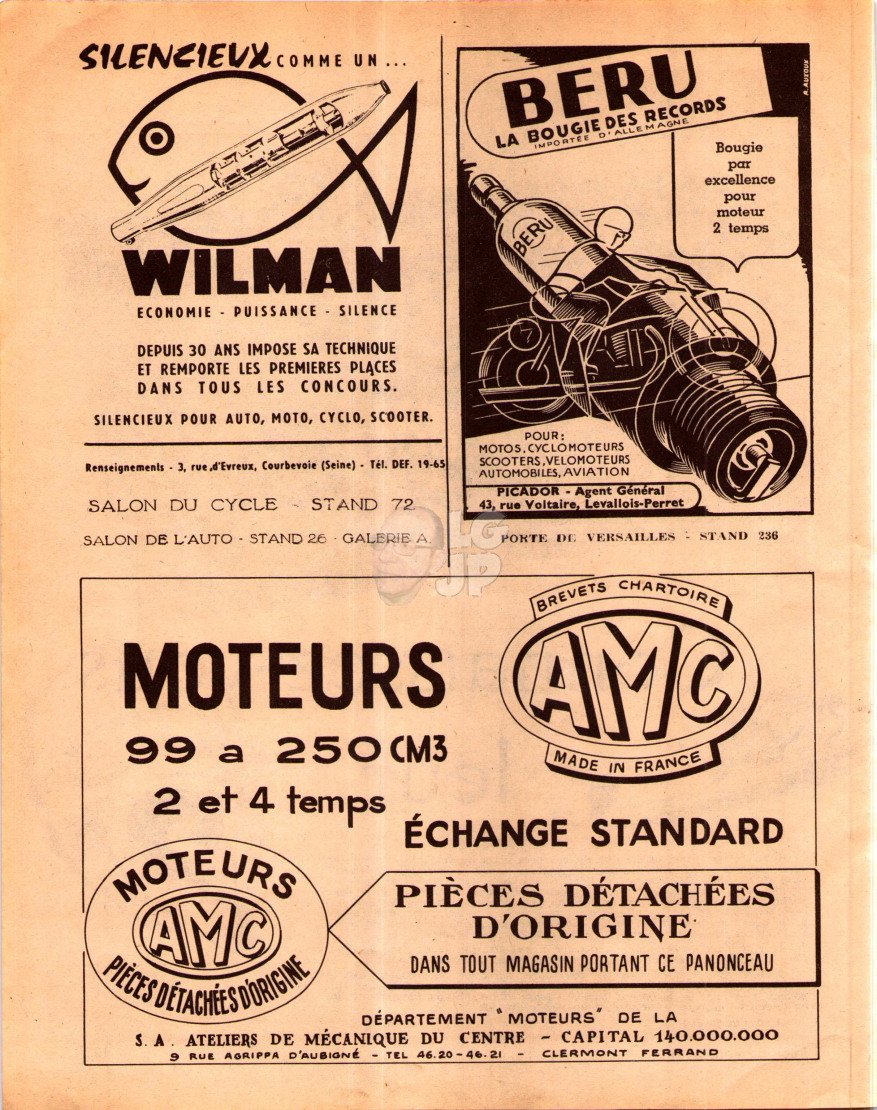 SILENCIEUX COMME UN ...
WILMAN
ECONOMIE - PUISSANCE - SILENCE
DEPUIS 30 ANS IMPOSE SA TECHNIQUE
ET REMPORTE LES PREMIERES PLACES
DANS TOUS LES CONCOURS.
SILENCIEUX POUR AUTO, MOTO, CYCLO, SCOOTER.
Renseignements - 3, rue d'Evreux, Courbevoie (Seine) - Tél. DEF. 19-65
SALON DU CYCLE - STAND 72
SALON DE L'AUTO - STAND 26 - GALERIE A.
BERU
LA BOUGIE DES RECORDS
IMPORTÉE D'ALLEMAGNE
R. AUZOUX
Bougie
par
excellence
pour
moteur
2 temps
BERU
POUR:
MOTOS, CYCLOMOTEURS
SCOOTERS, VELOMOTEURS
AUTOMOBILES, AVIATION
PICADOR - Agent Général
43, rue Voltaire, Levallois-Perret
PORTE DE VERSAILLES - STAND 236
LG
JP
BREVETS CHARTOIRE
AMC
MADE IN FRANCE
MOTEURS
99 a 250 CM3
2 et 4 temps
ÉCHANGE STANDARD
MOTEURS
AMC
PIÈCES DÉTACHÉES D'ORIGINE
PIÈCES DÉTACHÉES
D'ORIGINE
DANS TOUT MAGASIN PORTANT CE PANONCEAU
DÉPARTEMENT "MOTEURS" DE LA
S. A. ATELIERS DE MÉCANIQUE DU CENTRE - CAPITAL 140.000.000
9 RUE AGRIPPA D'AUBIGNÉ - TEL 46.20-46.21 - CLERMONT FERRAND